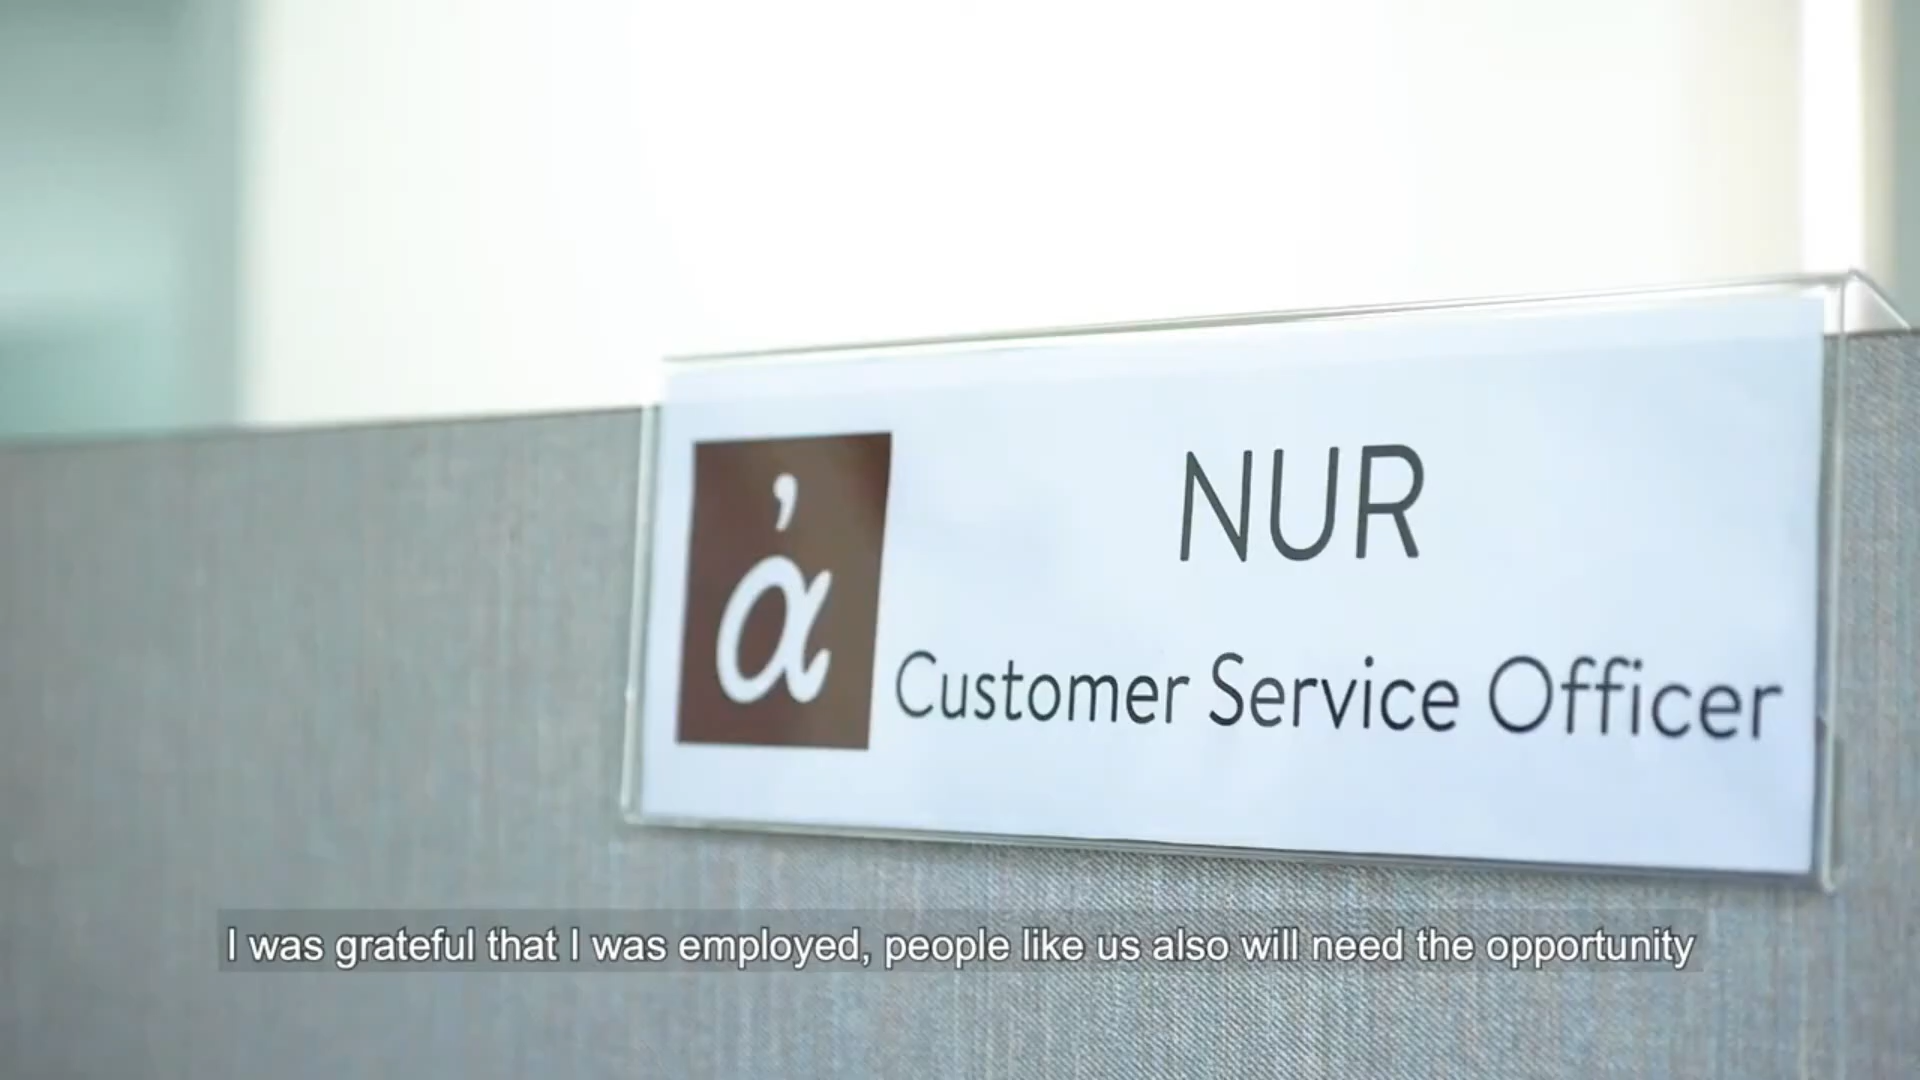 ἀ
NUR
Customer Service Officer
I was grateful that I was employed, people like us also will need the opportunity